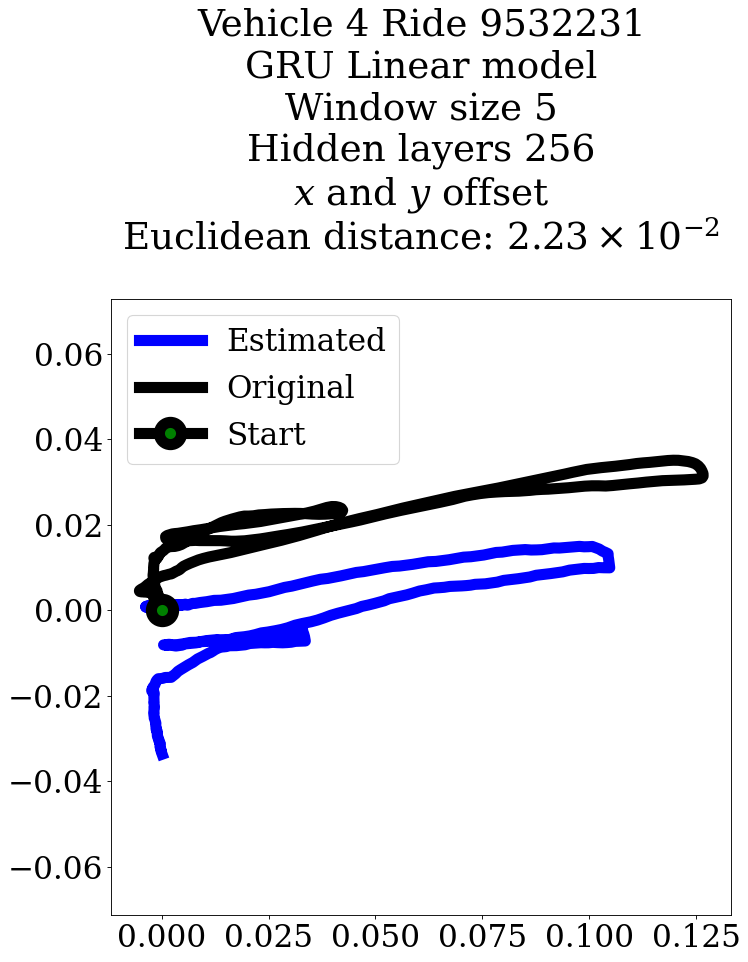 Vehicle 4 Ride 9532231
GRU Linear model
Window size 5
Hidden layers 256
x and y offset
Euclidean distance: 2.23 × 10⁻²
Estimated
Original
Start
0.06
0.04
0.02
0.00
−0.02
−0.04
−0.06
0.000 0.025 0.050 0.075 0.100 0.125